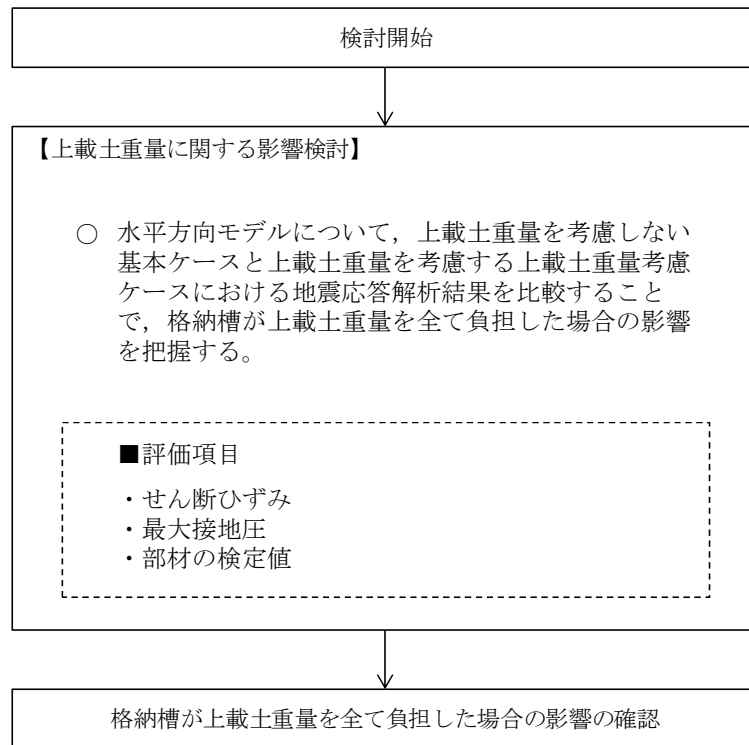 検討開始
【上載土重量に関する影響検討】
○ 水平方向モデルについて，上載土重量を考慮しない
基本ケースと上載土重量を考慮する上載土重量考慮
ケースにおける地震応答解析結果を比較すること
で，格納槽が上載土重量を全て負担した場合の影響
を把握する。
■評価項目
・せん断ひずみ
・最大接地圧
・部材の検定値
格納槽が上載土重量を全て負担した場合の影響の確認